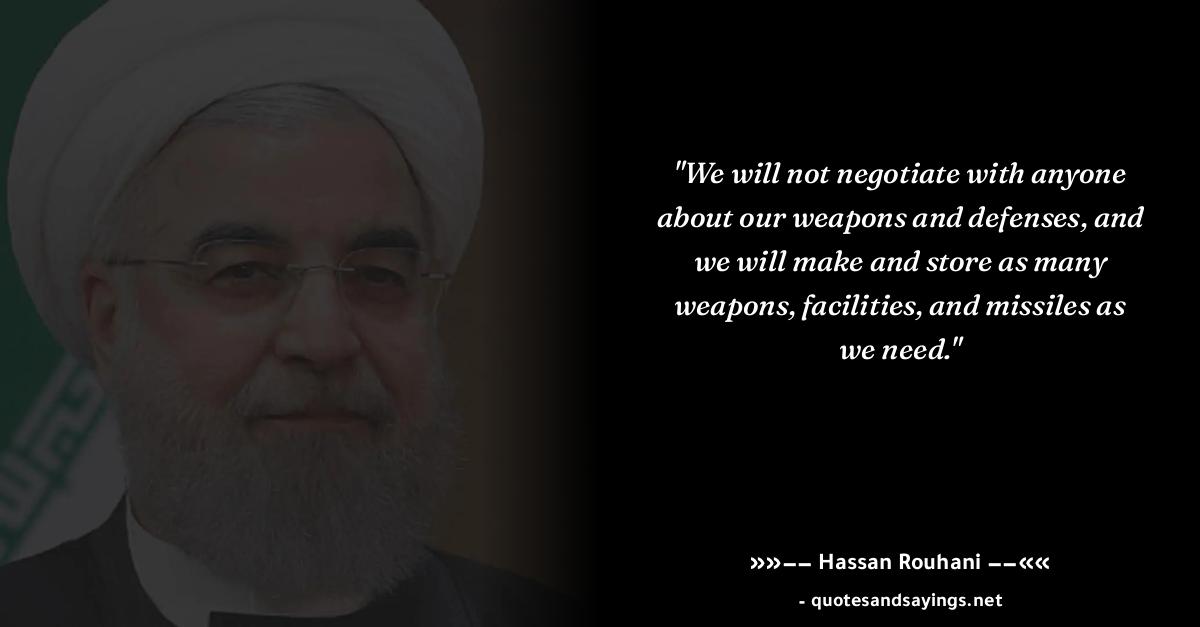 "We will not negotiate with anyone
about our weapons and defenses, and
we will make and store as many
weapons, facilities, and missiles as
we need."
»»−− Hassan Rouhani −−««
- quotesandsayings.net